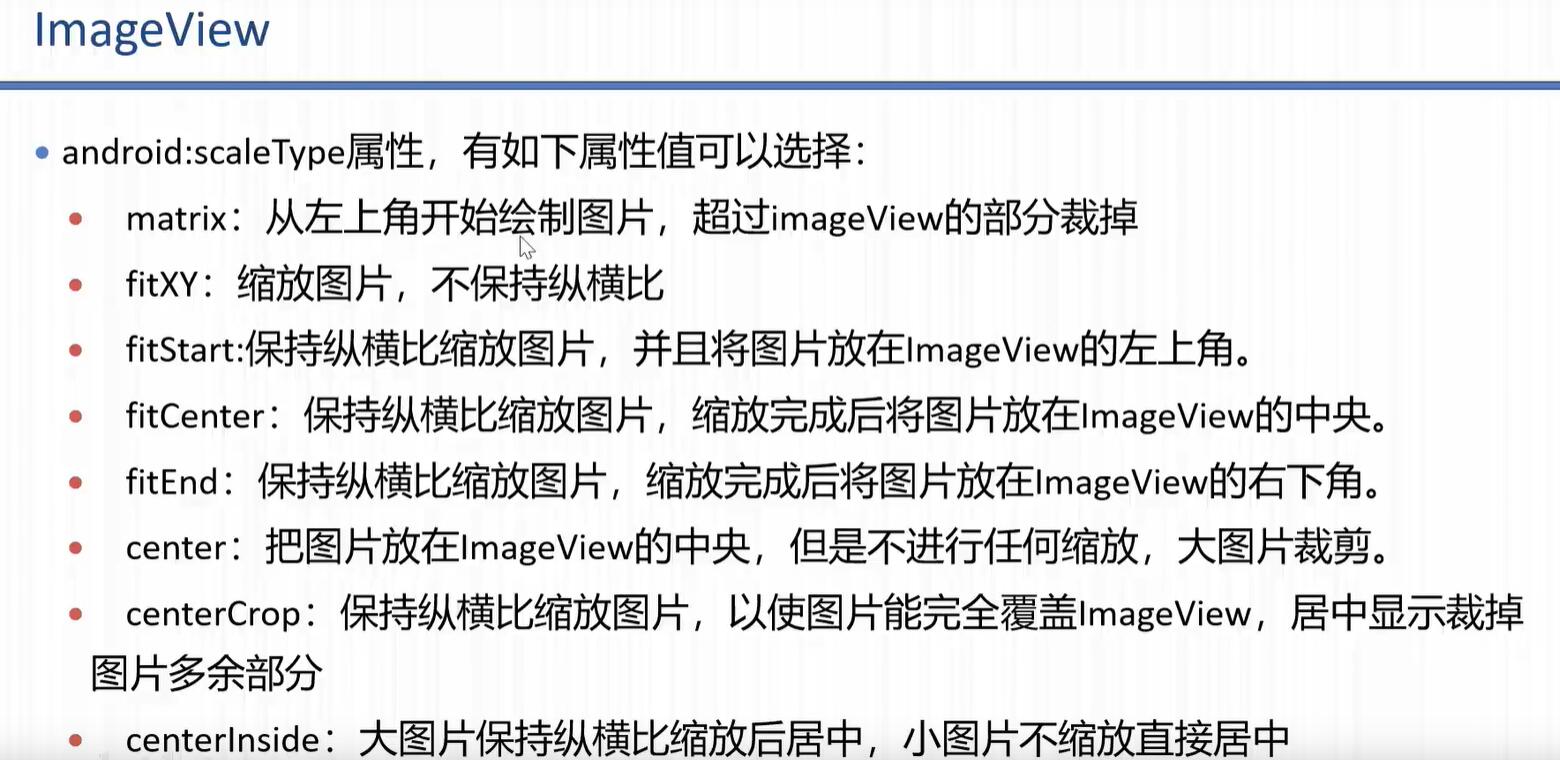 ImageView
• android:scaleType属性，有如下属性值可以选择：
• matrix：从左上角开始绘制图片，超过imageView的部分裁掉
• fitXY：缩放图片，不保持纵横比
• fitStart:保持纵横比缩放图片，并且将图片放在ImageView的左上角。
• fitCenter：保持纵横比缩放图片，缩放完成后将图片放在ImageView的中央。
• fitEnd：保持纵横比缩放图片，缩放完成后将图片放在ImageView的右下角。
• center：把图片放在ImageView的中央，但是不进行任何缩放，大图片裁剪。
• centerCrop：保持纵横比缩放图片，以使图片能完全覆盖ImageView，居中显示裁掉
图片多余部分
• centerInside：大图片保持纵横比缩放后居中，小图片不缩放直接居中